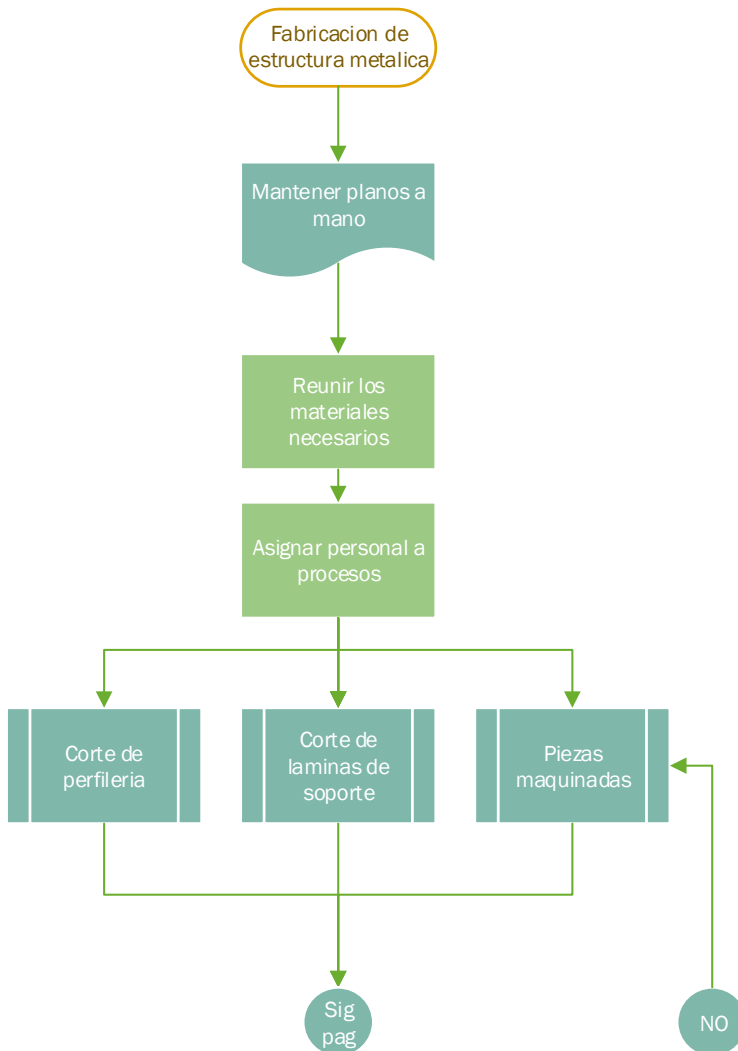 Fabricacion de
estructura metalica
Mantener planos a
mano
Reunir los
materiales
necesarios
Asignar personal a
procesos
Corte de
perfileria
Corte de
laminas de
soporte
Piezas
maquinadas
Sig
pag
NO